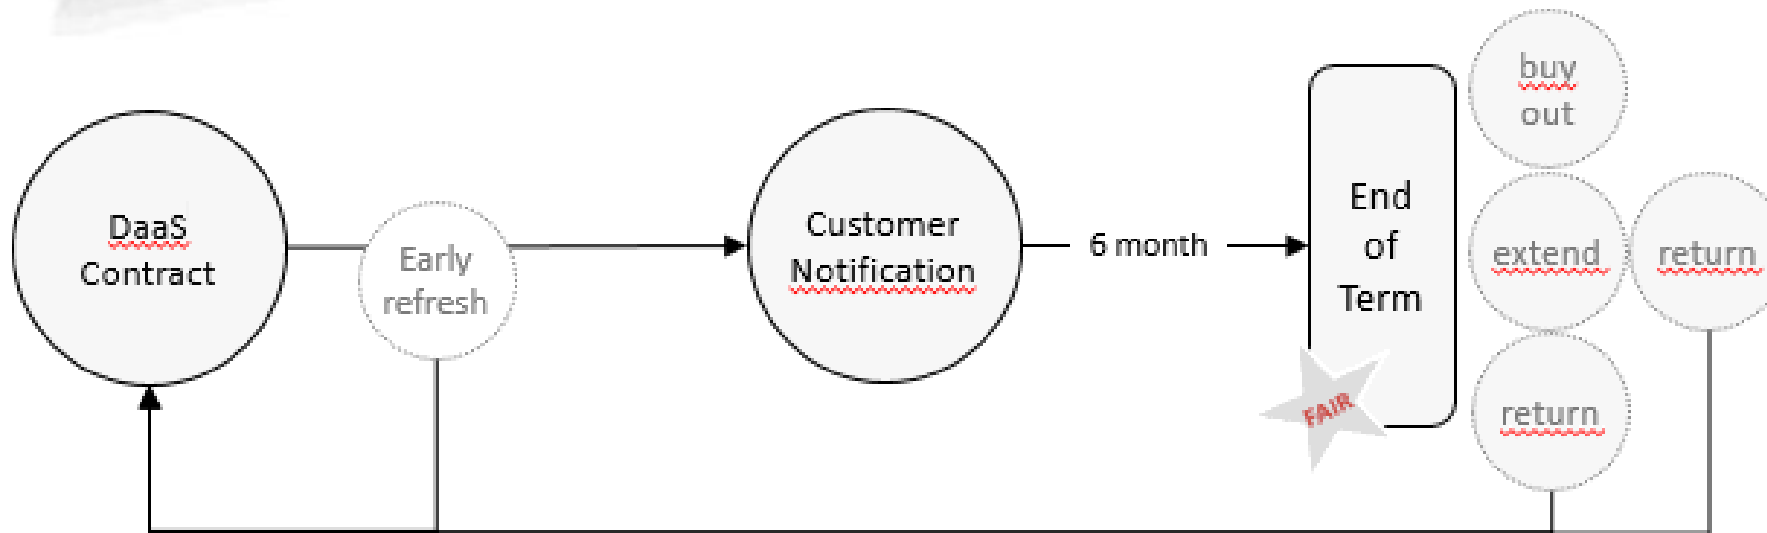 DaaS
Contract
Early
refresh
Customer
Notification
6 month
End
of
Term
FAIR
buy
out
extend
return
return